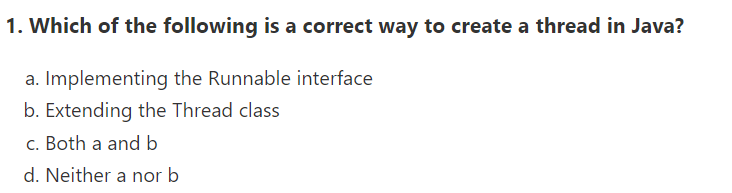 1. Which of the following is a correct way to create a thread in Java?
a. Implementing the Runnable interface
b. Extending the Thread class
c. Both a and b
d. Neither a nor b